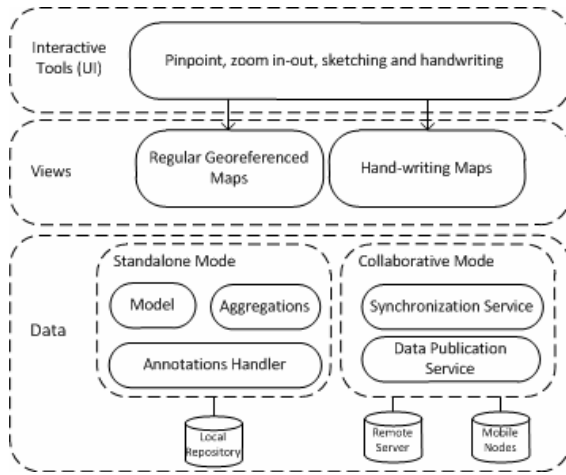 Interactive
Tools (UI)
Pinpoint, zoom in-out, sketching and handwriting
Views
Regular Georeferenced
Maps
Hand-writing Maps
Data
Standalone Mode
Model
Aggregations
Annotations Handler
Local
Repository
Collaborative Mode
Synchronization Service
Data Publication
Service
Remote
Server
Mobile
Nodes